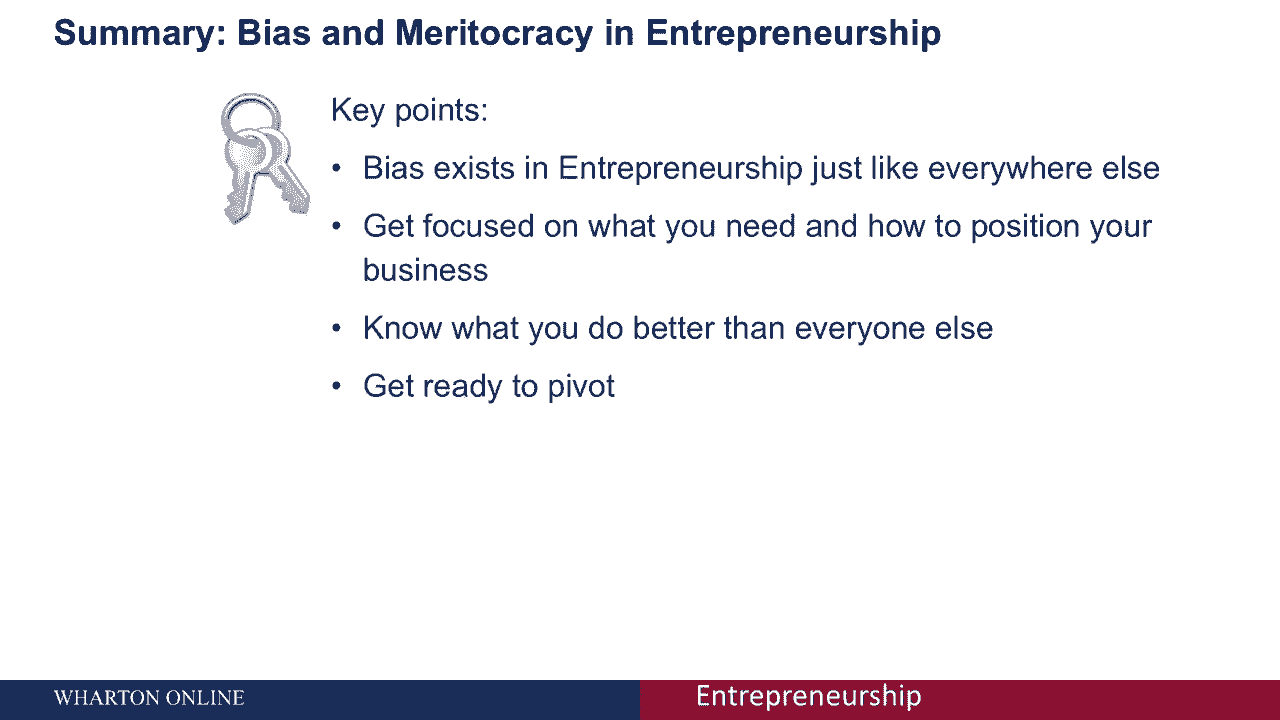 Summary: Bias and Meritocracy in Entrepreneurship
Key points:
• Bias exists in Entrepreneurship just like everywhere else
• Get focused on what you need and how to position your
business
• Know what you do better than everyone else
• Get ready to pivot
WHARTON ONLINE
Entrepreneurship